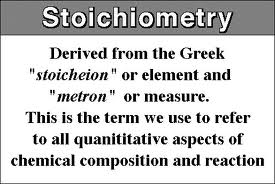 Stoichiometry
Derived from the Greek
"stoicheion" or element and
"metron" or measure.
This is the term we use to refer
to all quanititative aspects of
chemical composition and reaction